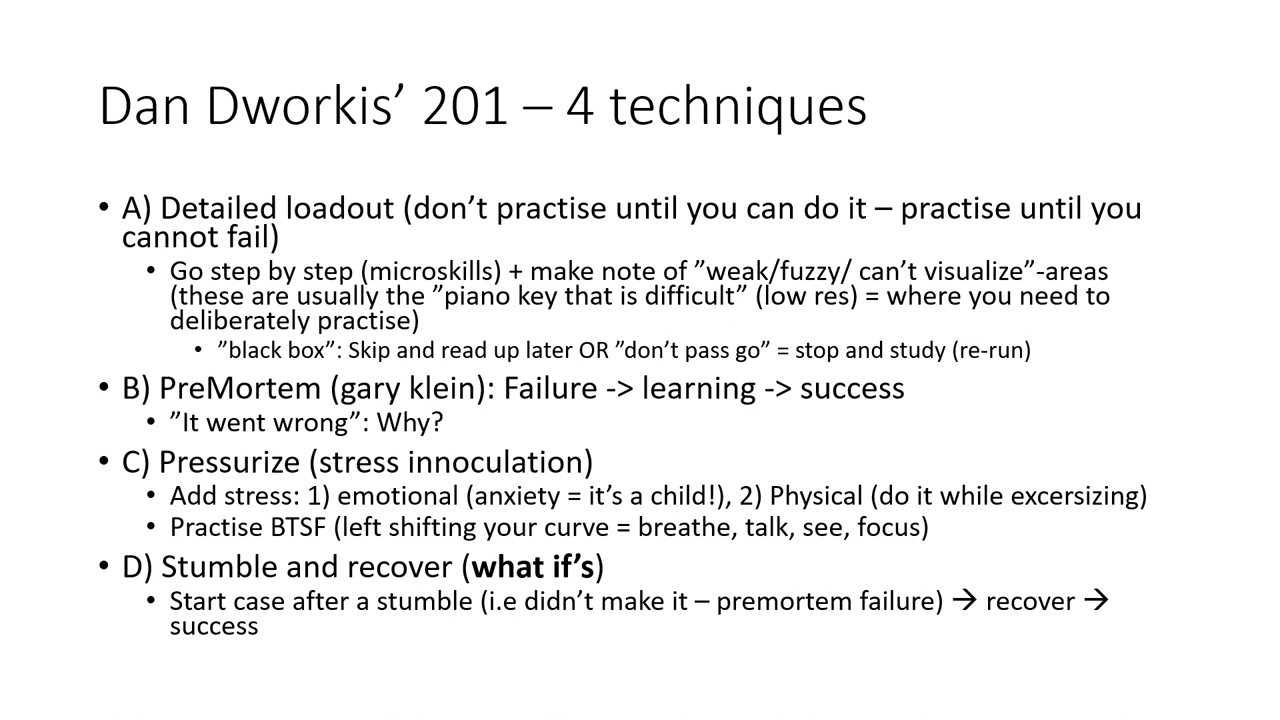 Dan Dworkis’ 201 – 4 techniques
• A) Detailed loadout (don’t practise until you can do it – practise until you
cannot fail)
• Go step by step (microskills) + make note of ”weak/fuzzy/ can’t visualize”-areas
(these are usually the ”piano key that is difficult” (low res) = where you need to
deliberately practise)
• ”black box”: Skip and read up later OR ”don’t pass go” = stop and study (re-run)
• B) PreMortem (gary klein): Failure -> learning -> success
• ”It went wrong”: Why?
• C) Pressurize (stress innoculation)
• Add stress: 1) emotional (anxiety = it’s a child!), 2) Physical (do it while excersizing)
• Practise BTSF (left shifting your curve = breathe, talk, see, focus)
• D) Stumble and recover (what if’s)
• Start case after a stumble (i.e didn’t make it – premortem failure) → recover →
success